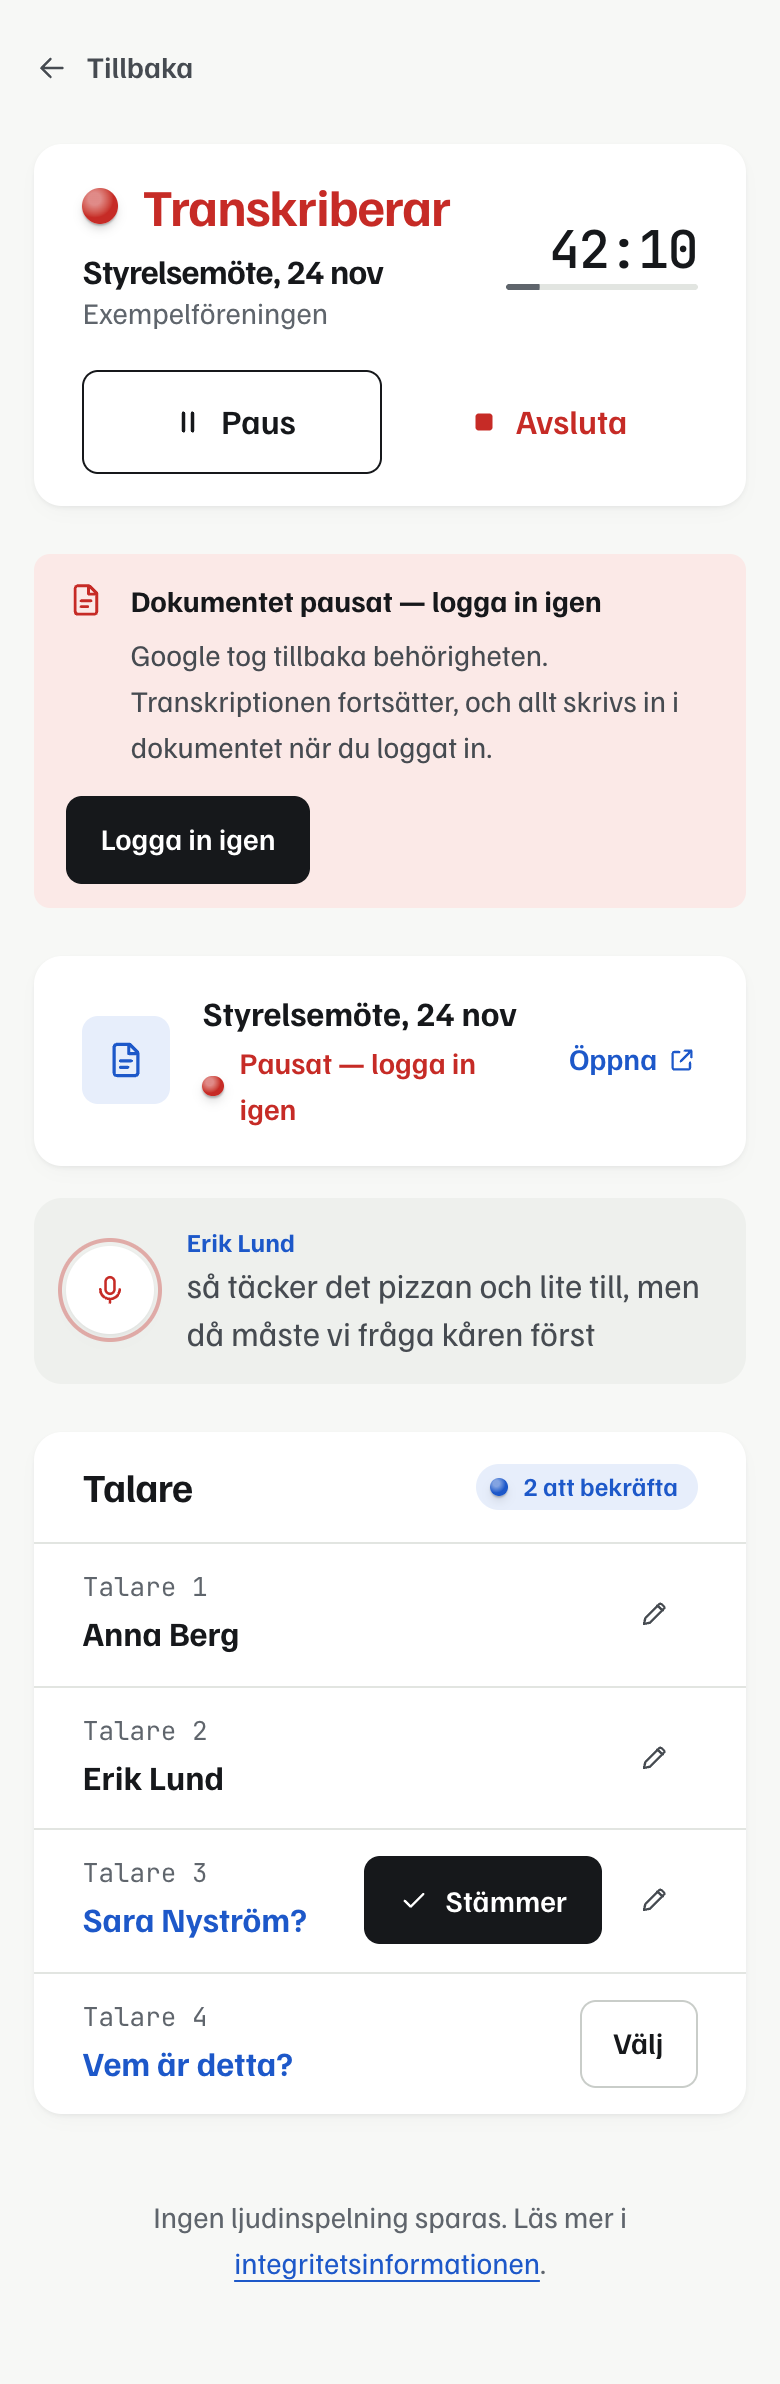 Tillbaka
Transkriberar
42:10
Styrelsemöte, 24 nov
Exempelföreningen
Paus
Avsluta
Dokumentet pausat — logga in igen
Google tog tillbaka behörigheten.
Transkriptionen fortsätter, och allt skrivs in i
dokumentet när du loggat in.
Logga in igen
Styrelsemöte, 24 nov
Pausat — logga in
igen
Öppna
Erik Lund
så täcker det pizzan och lite till, men
då måste vi fråga kåren först
Talare
2 att bekräfta
Talare 1
Anna Berg
Talare 2
Erik Lund
Talare 3
Sara Nyström?
Stämmer
Talare 4
Vem är detta?
Välj
Ingen ljudinspelning sparas. Läs mer i
integritetsinformationen.